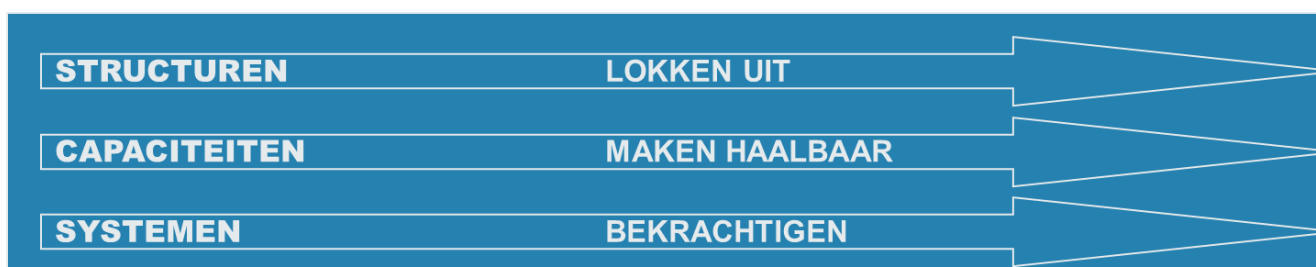 STRUCTUREN LOKKEN UIT
CAPACITEITEN MAKEN HAALBAAR
SYSTEMEN BEKRACHTIGEN